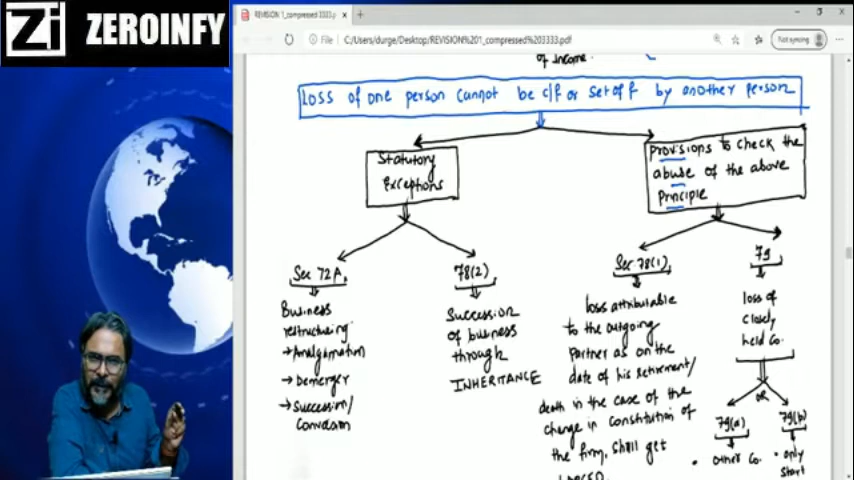 Zi ZEROINFY
REVISION 1_compressed 3333.p
File
C:/Users/durge/Desktop/REVISION%201_compressed%203333.pdf
Not syncing
of Income
Loss of one person cannot be c/f or set off by another person
Statutory
Exceptions
Provisions to check the
abuse of the above
Principle
Sec 72A,
Business
restructuring
→Amalgamation
→Demerger
→Succession/
Conversion
78(2)
Succession
of business
through
INHERITANCE
Sec 78(1)
loss attributable
to the outgoing
Partner as on the
date of his retirement/
death in the case of the
change in constitution of
the firm, shall get
LAPSED
79
loss of
closely
held Co.
OR
79(a)
• other Co.
79(b)
• only
Start